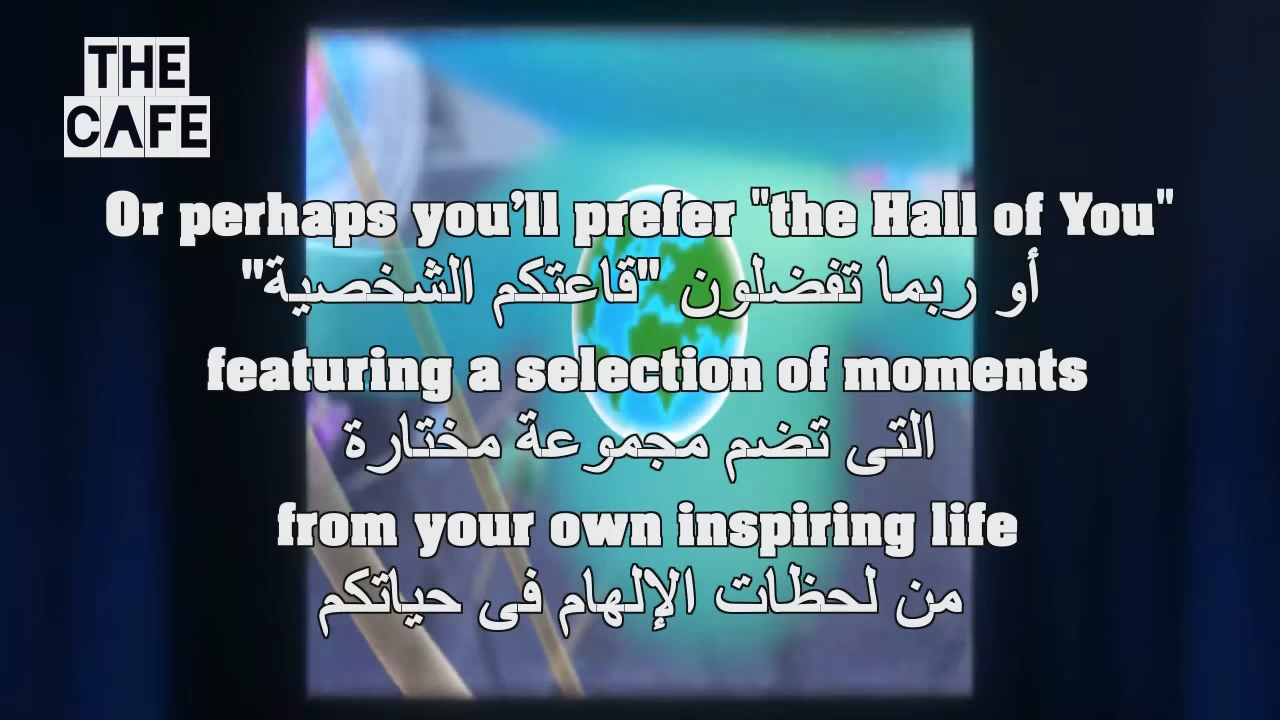 THE
CAFE
Or perhaps you’ll prefer "the Hall of You"
أو ربما تفضلون "قاعتكم الشخصية"
featuring a selection of moments
التى تضم مجموعة مختارة
from your own inspiring life
من لحظات الإلهام فى حياتكم